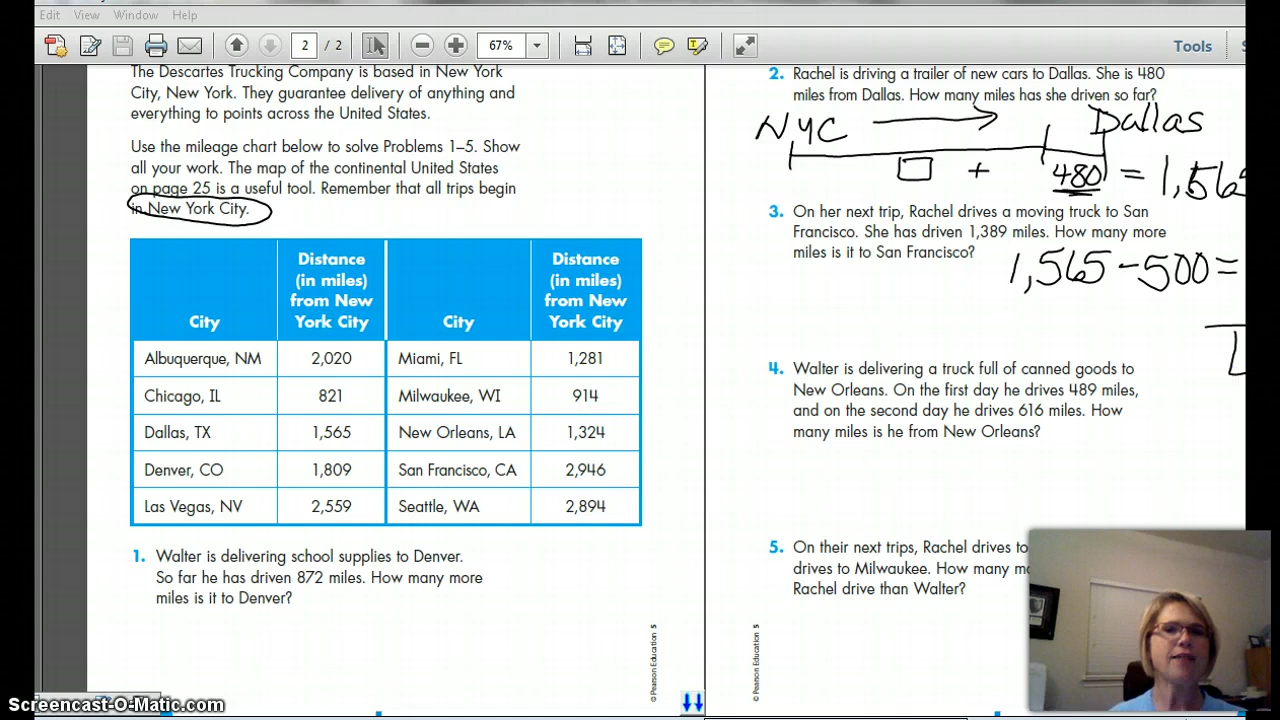 Edit View Window Help
2 / 2 67% Tools
The Descartes Trucking Company is based in New York
City, New York. They guarantee delivery of anything and
everything to points across the United States.
Use the mileage chart below to solve Problems 1–5. Show
all your work. The map of the continental United States
on page 25 is a useful tool. Remember that all trips begin
in New York City.
City
Distance
(in miles)
from New
York City
City
Distance
(in miles)
from New
York City
Albuquerque, NM 2,020 Miami, FL 1,281
Chicago, IL 821 Milwaukee, WI 914
Dallas, TX 1,565 New Orleans, LA 1,324
Denver, CO 1,809 San Francisco, CA 2,946
Las Vegas, NV 2,559 Seattle, WA 2,894
1. Walter is delivering school supplies to Denver.
So far he has driven 872 miles. How many more
miles is it to Denver?
© Pearson Education 5
2. Rachel is driving a trailer of new cars to Dallas. She is 480
miles from Dallas. How many miles has she driven so far?
NYC Dallas
+ 480 = 1,565
3. On her next trip, Rachel drives a moving truck to San
Francisco. She has driven 1,389 miles. How many more
miles is it to San Francisco?
1,565 - 500 =
4. Walter is delivering a truck full of canned goods to
New Orleans. On the first day he drives 489 miles,
and on the second day he drives 616 miles. How
many miles is he from New Orleans?
5. On their next trips, Rachel drives to
drives to Milwaukee. How many
Rachel drive than Walter?
© Pearson Education 5
Screencast-O-Matic.com